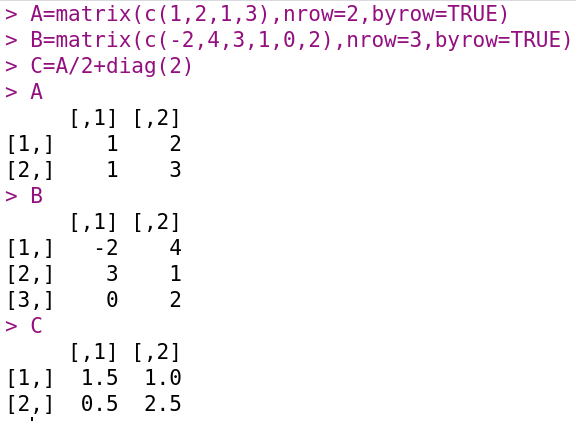 > A=matrix(c(1,2,1,3),nrow=2,byrow=TRUE)
> B=matrix(c(-2,4,3,1,0,2),nrow=3,byrow=TRUE)
> C=A/2+diag(2)
> A
     [,1] [,2]
[1,]    1    2
[2,]    1    3
> B
     [,1] [,2]
[1,]   -2    4
[2,]    3    1
[3,]    0    2
> C
     [,1] [,2]
[1,]  1.5  1.0
[2,]  0.5  2.5